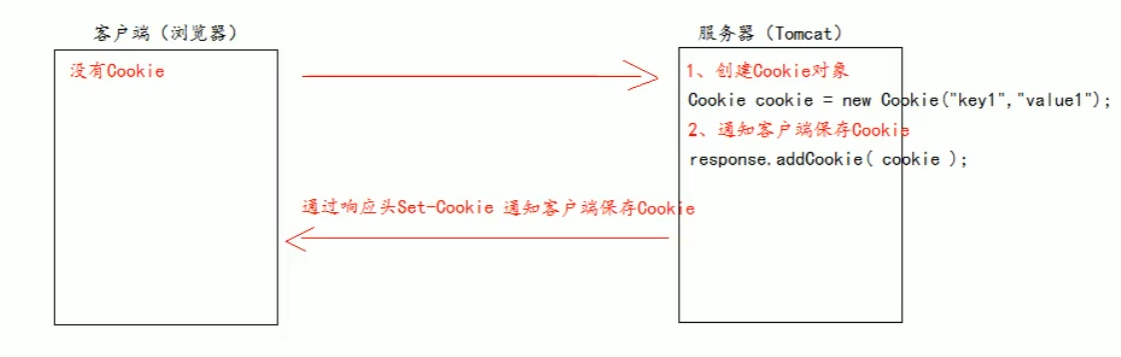 客户端（浏览器）
没有Cookie
服务器（Tomcat）
1、创建Cookie对象
Cookie cookie = new Cookie("key1","value1");
2、通知客户端保存Cookie
response.addCookie( cookie );
通过响应头Set-Cookie 通知客户端保存Cookie